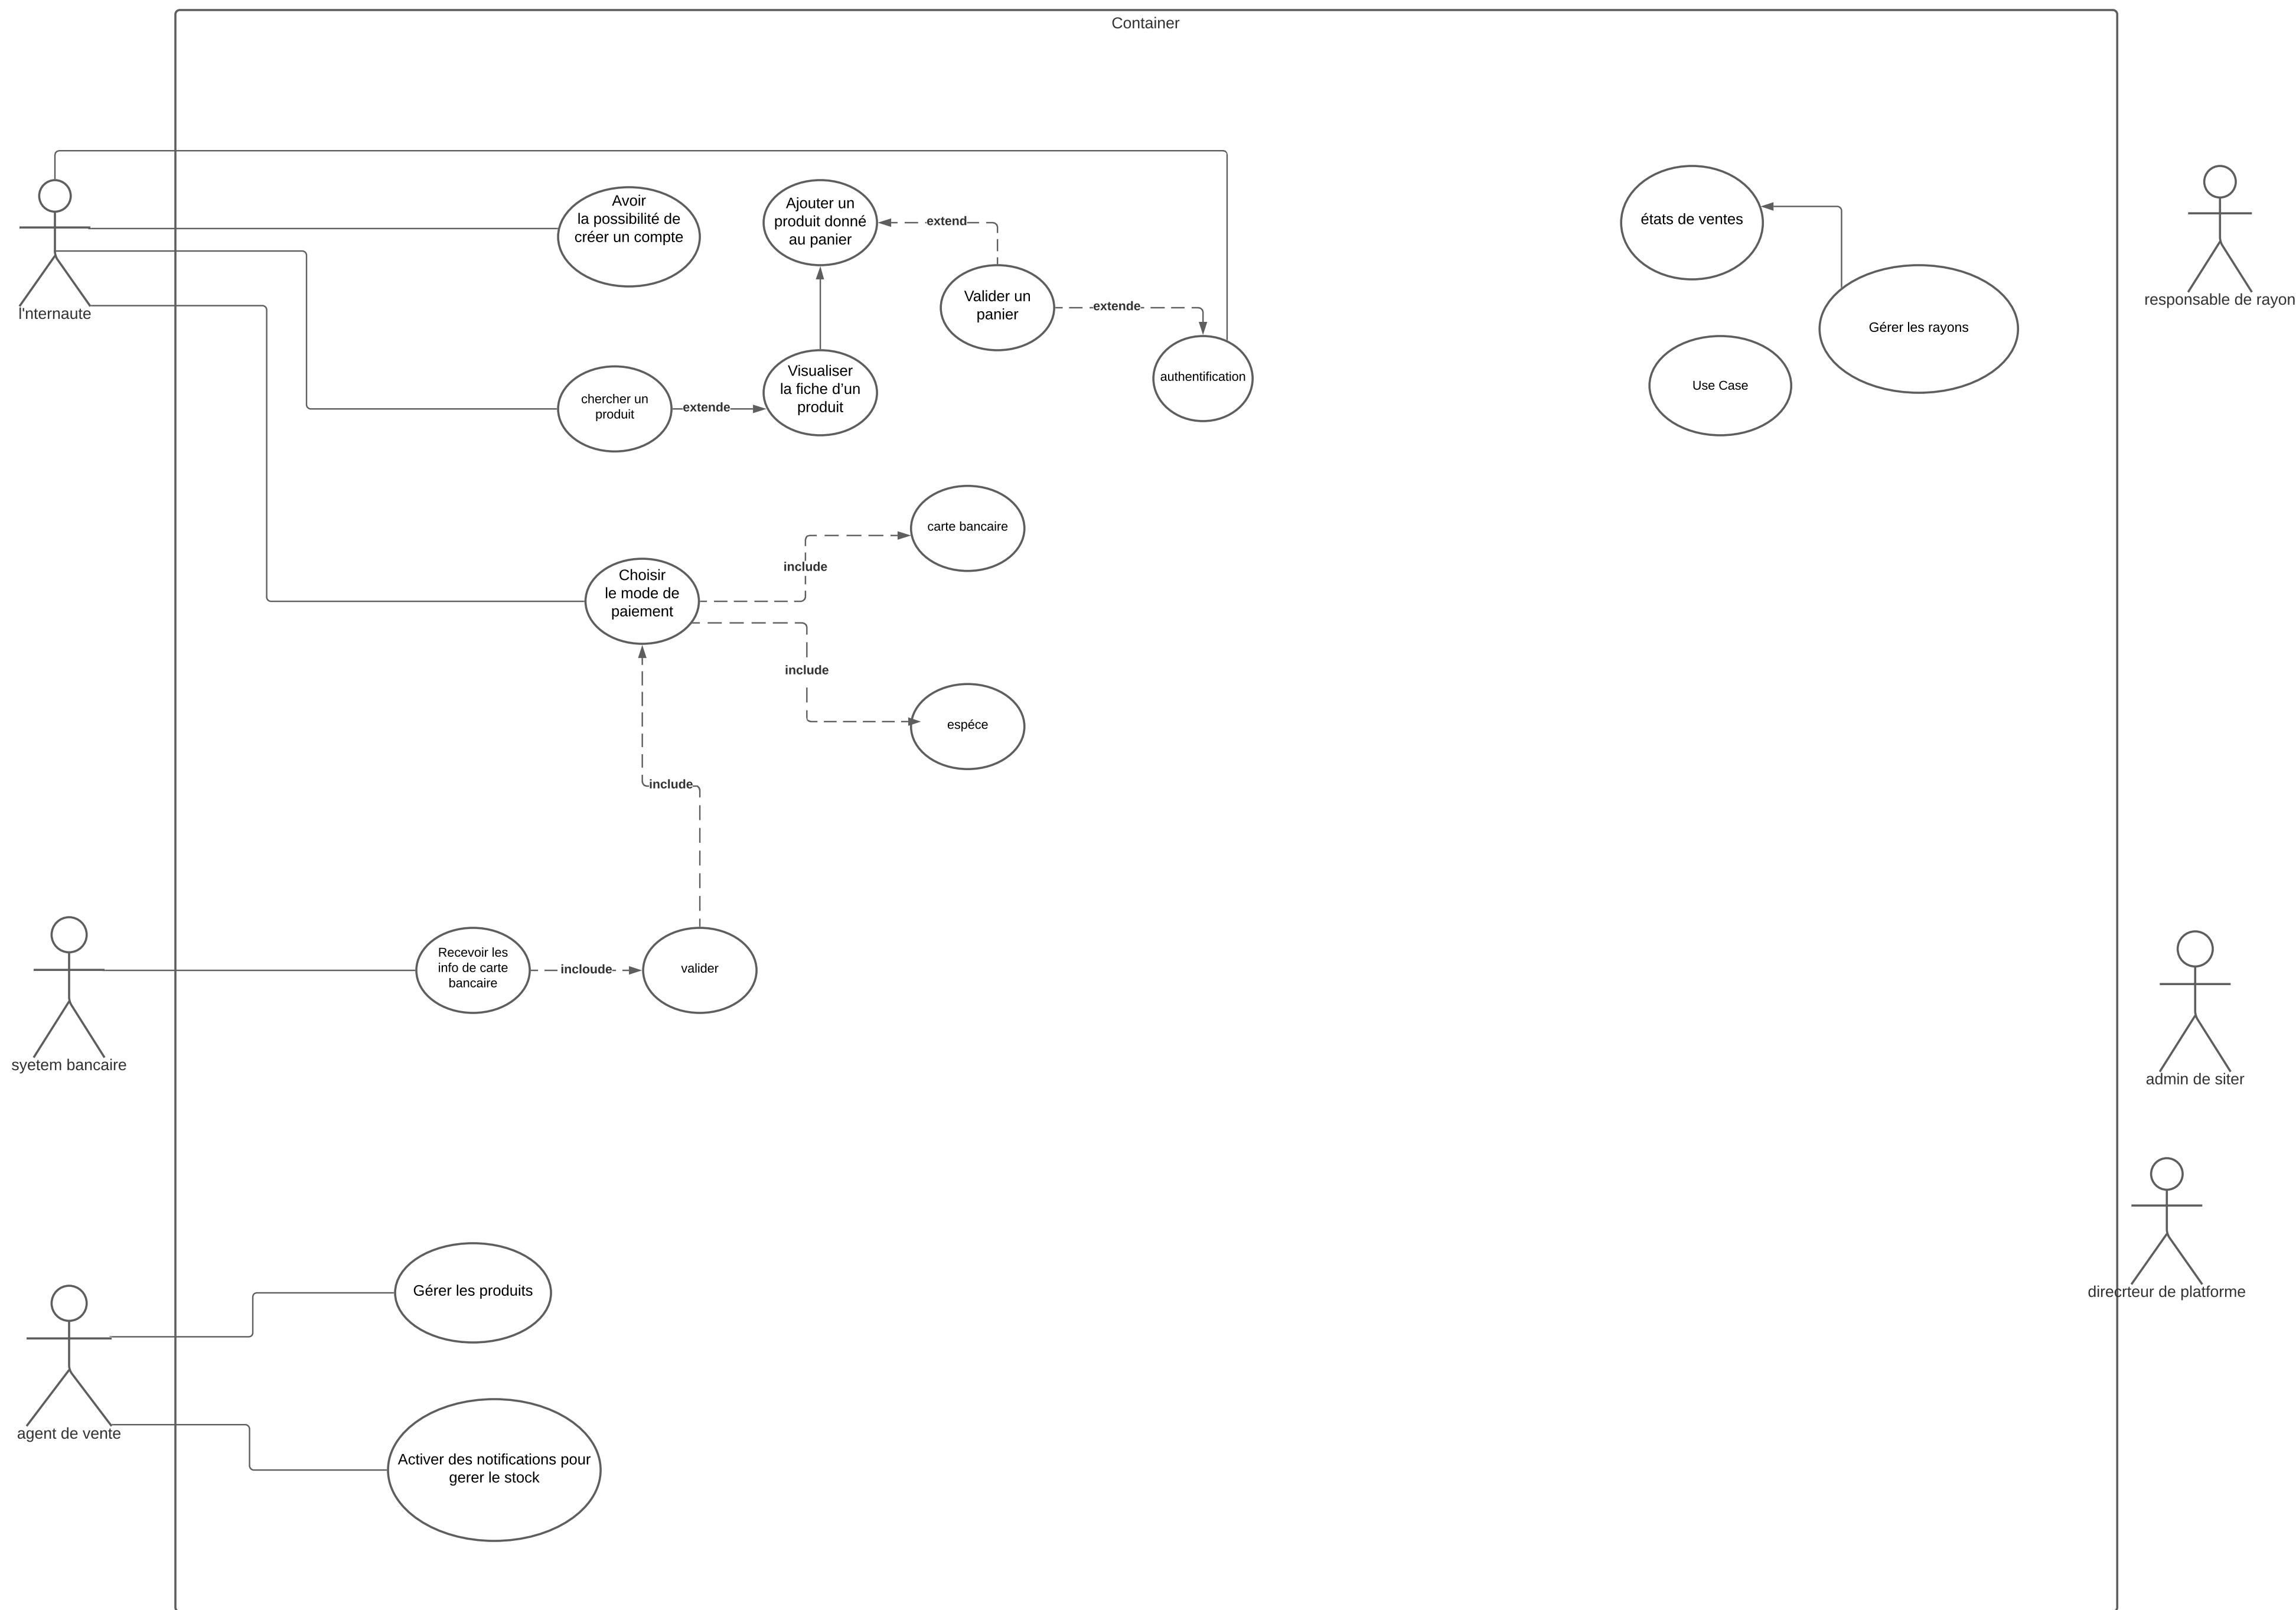 Container
Avoir
la possibilité de
créer un compte
Ajouter un
produit donné
au panier
extend
états de ventes
Valider un
panier
extende
l'nternaute
responsable de rayon
Gérer les rayons
Visualiser
la fiche d’un
produit
authentification
Use Case
chercher un
produit
extende
carte bancaire
include
Choisir
le mode de
paiement
include
espéce
include
Recevoir les
info de carte
bancaire
incloude
valider
syetem bancaire
admin de siter
Gérer les produits
direcrteur de platforme
agent de vente
Activer des notifications pour
gerer le stock